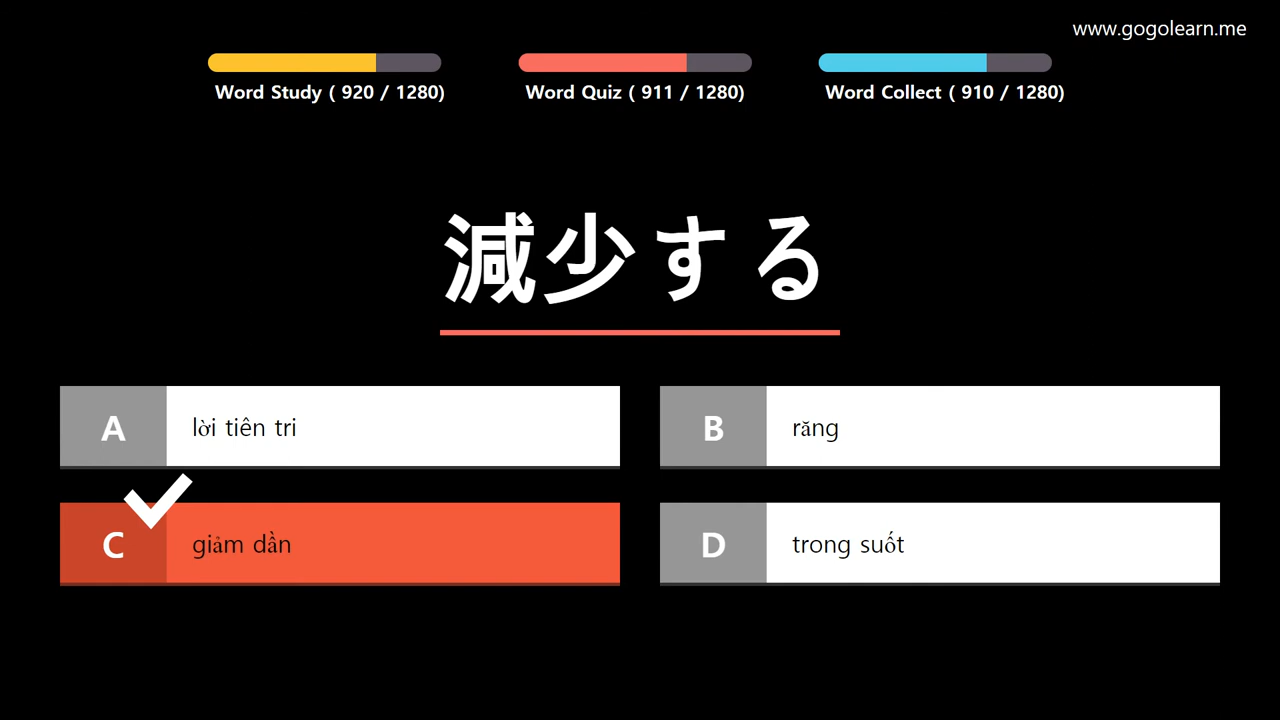 www.gogolearn.me
Word Study ( 920 / 1280)
Word Quiz ( 911 / 1280)
Word Collect ( 910 / 1280)
減少する
A
lời tiên tri
B
răng
C
giảm dần
D
trong suốt